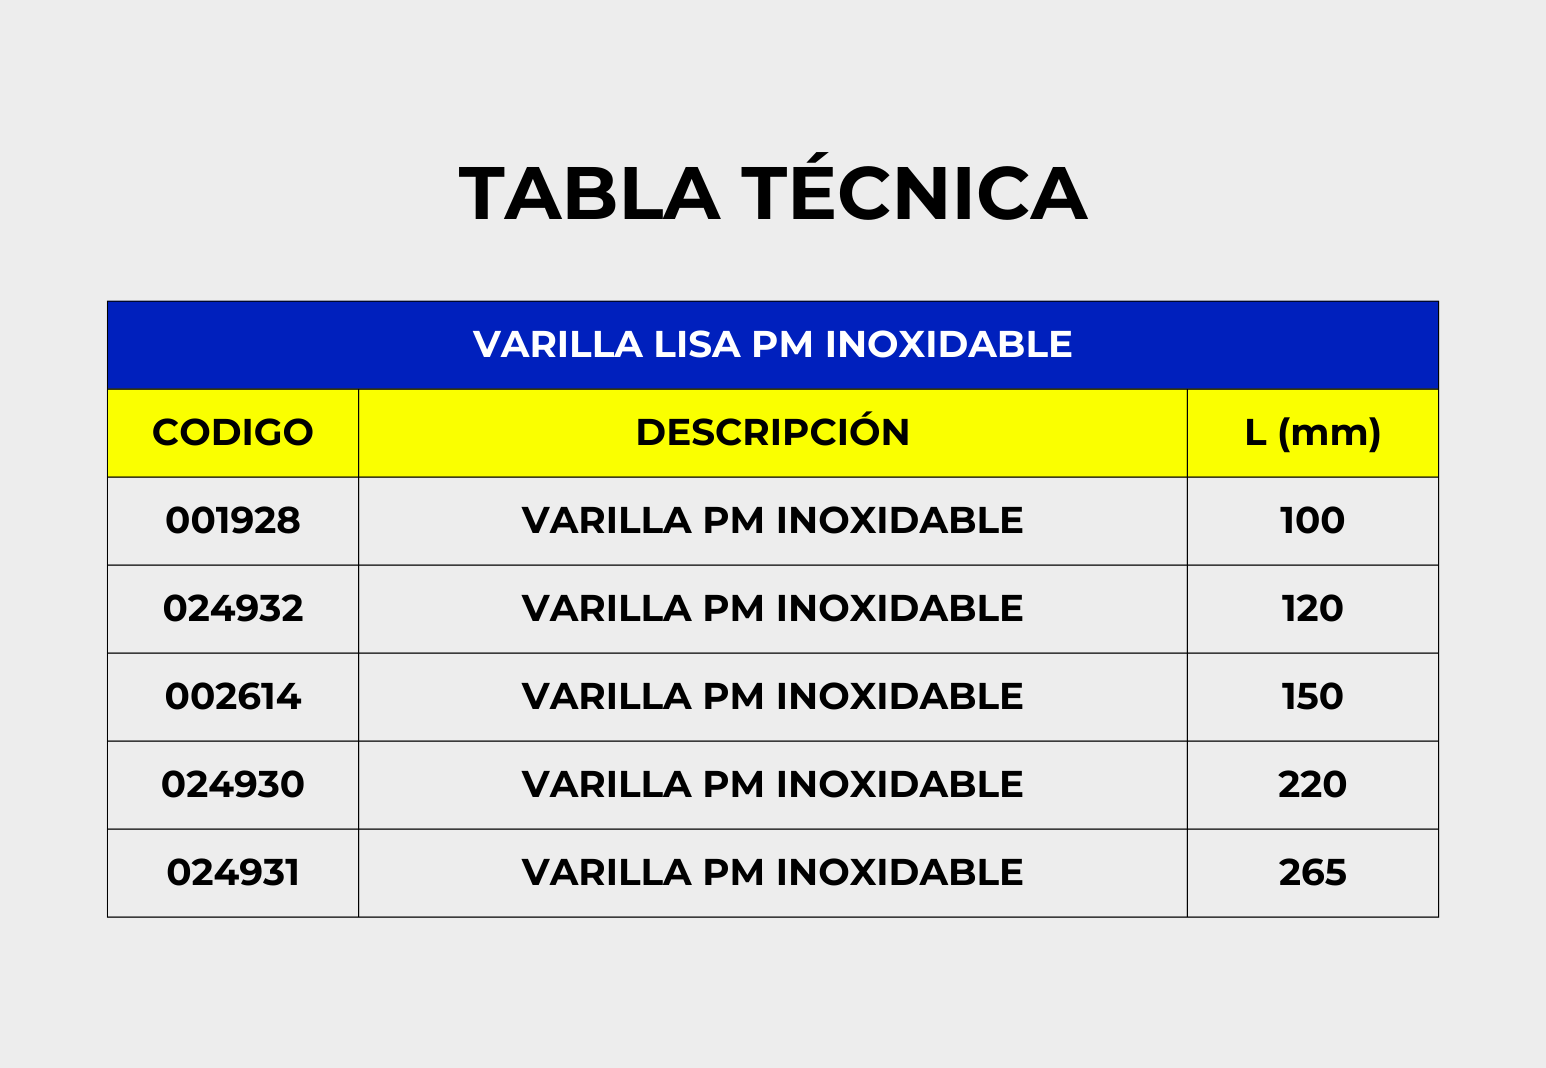 TABLA TÉCNICA
VARILLA LISA PM INOXIDABLE
CODIGO DESCRIPCIÓN L (mm)
001928 VARILLA PM INOXIDABLE 100
024932 VARILLA PM INOXIDABLE 120
002614 VARILLA PM INOXIDABLE 150
024930 VARILLA PM INOXIDABLE 220
024931 VARILLA PM INOXIDABLE 265